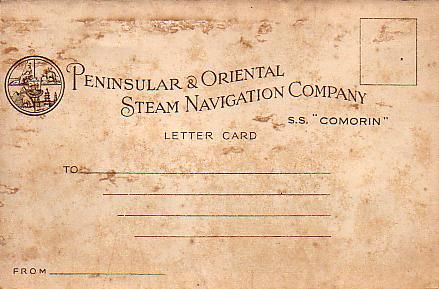 PENINSULAR & ORIENTAL
STEAM NAVIGATION COMPANY
S.S. "COMORIN"
LETTER CARD
TO
FROM